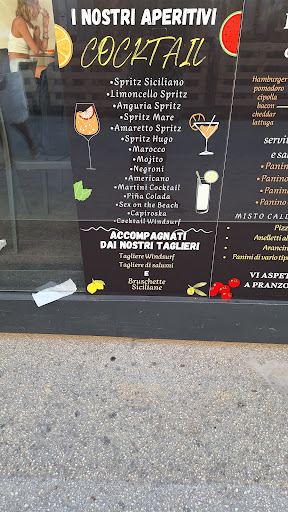 I NOSTRI APERITIVI
COCKTAIL
•Spritz Siciliano
•Limoncello Spritz
•Anguria Spritz
•Spritz Mare
•Amaretto Spritz
•Spritz Hugo
•Marocco
•Mojito
•Negroni
•Americano
•Martini Cocktail
•Piña Colada
•Sex on the Beach
•Capiroska
•Cocktail Windsurf
ACCOMPAGNATI
DAI NOSTRI TAGLIERI
Tagliere Windsurf
Tagliere di salumi
E
Bruschette
Siciliane
Hamburger
pomodoro
cipolla
bacon
cheddar
lattuga
servi
e sa
• Panino
• Panino
• Panin
• Panin
MISTO CALD
Pizz
• Anelletti al
Arancin
• Panini di vario tip
VI ASPET
A PRANZO